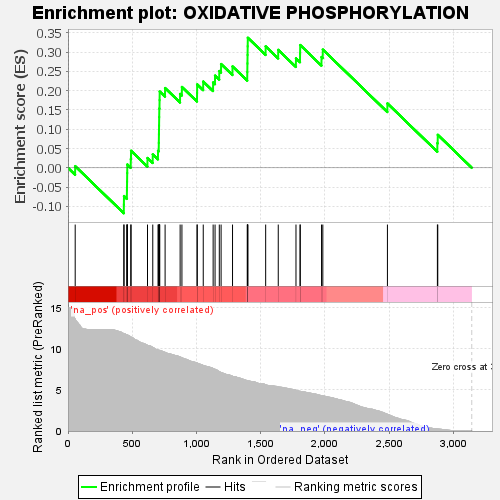 Enrichment plot: OXIDATIVE PHOSPHORYLATION
Enrichment score (ES)
0.35
0.30
0.25
0.20
0.15
0.10
0.05
0.00
-0.05
-0.10
'na_pos' (positively correlated)
Ranked list metric (PreRanked)
15
10
5
0
Zero cross at 3
'na_neg' (negatively correlated)
0 500 1,000 1,500 2,000 2,500 3,000
Rank in Ordered Dataset
Enrichment profile Hits Ranking metric scores